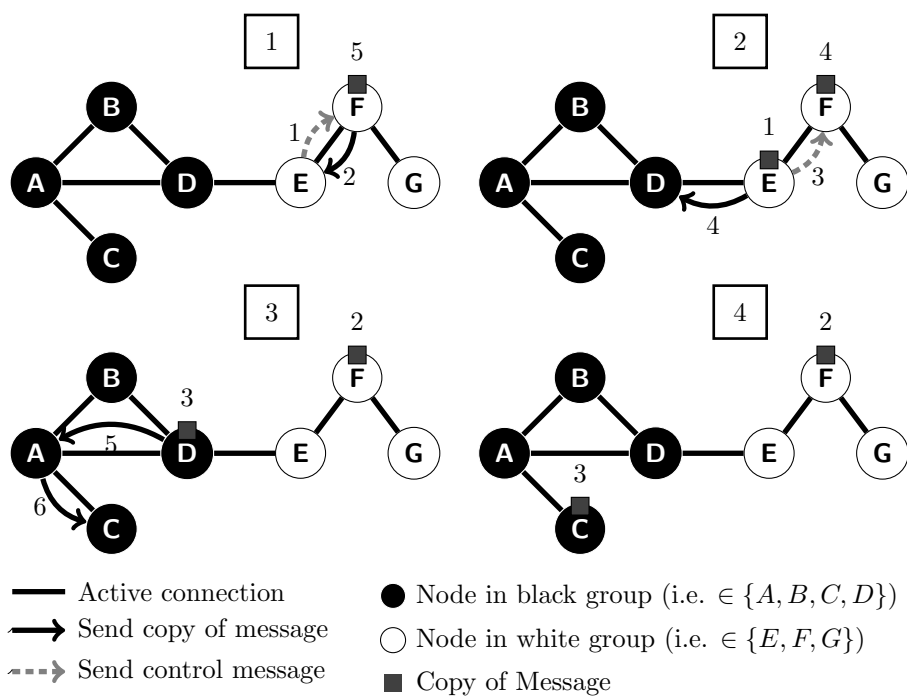 1
5
B
F
1
A
D
E
2
G
C
2
4
B
F
1
A
D
E
3
G
4
C
3
2
B
F
3
A
5
D
E
G
6
C
4
2
B
F
A
D
E
G
3
C
Active connection
Send copy of message
Send control message
Node in black group (i.e. ∈ {A, B, C, D})
Node in white group (i.e. ∈ {E, F, G})
Copy of Message